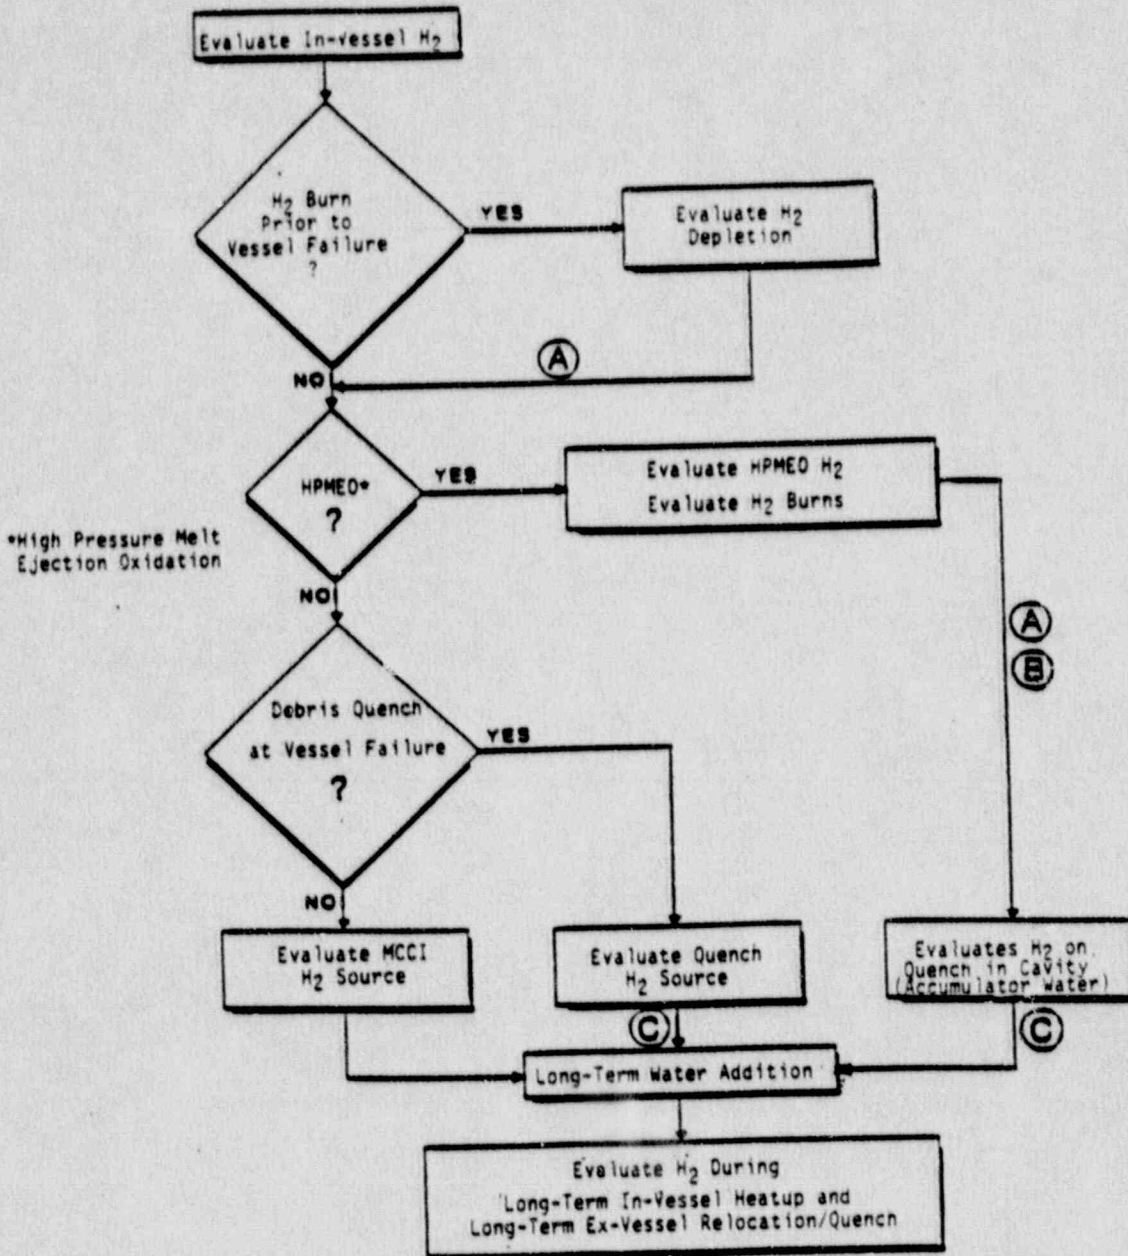 Evaluate In-Vessel H2
H2 Burn
Prior to
Vessel Failure
?
YES
Evaluate H2
Depletion
A
NO
HPMEO*
?
YES
Evaluate HPMEO H2
Evaluate H2 Burns
*High Pressure Melt
Ejection Oxidation
NO
A
B
Debris Quench
at Vessel Failure
?
YES
NO
Evaluate MCCI
H2 Source
Evaluate Quench
H2 Source
Evaluates H2 on
Quench in Cavity
(Accumulator Water)
C
C
Long-Term Water Addition
Evaluate H2 During
Long-Term In-Vessel Heatup and
Long-Term Ex-Vessel Relocation/Quench